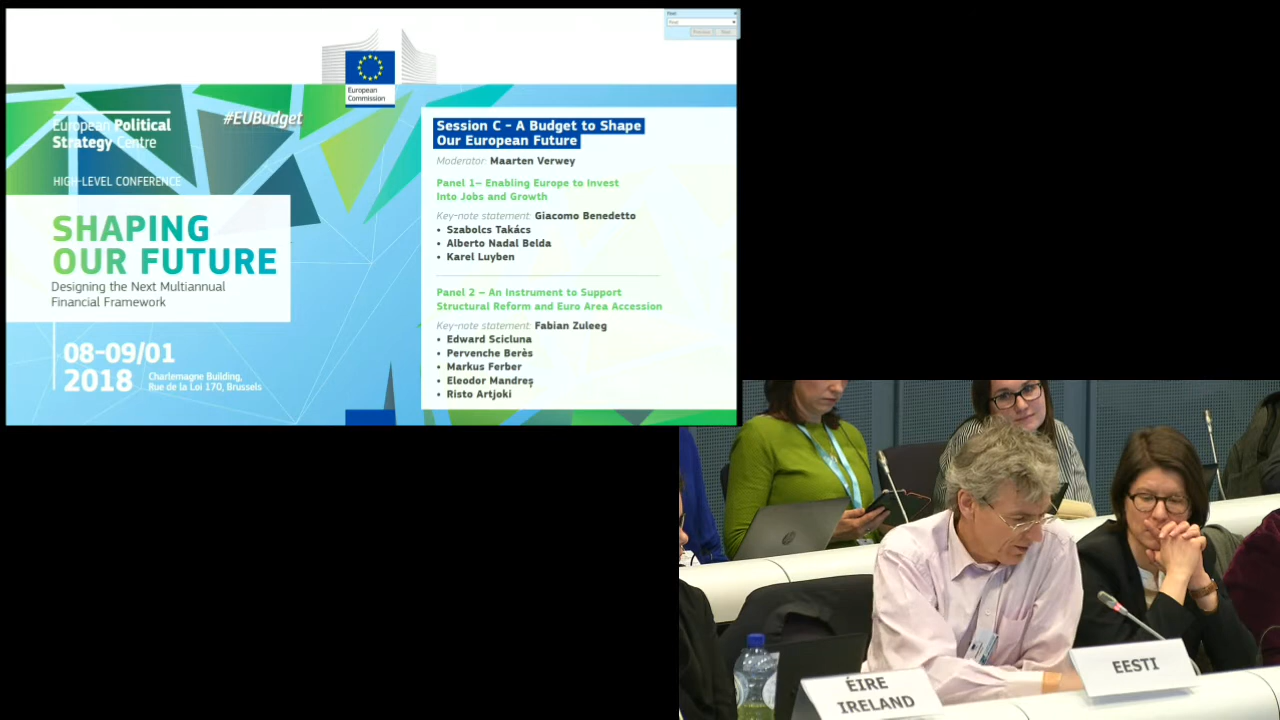 European
Commission
#EUBudget
European Political
Strategy Centre
HIGH-LEVEL CONFERENCE
SHAPING
OUR FUTURE
Designing the Next Multiannual
Financial Framework
08-09/01
2018
Charlemagne Building,
Rue de la Loi 170, Brussels
Session C - A Budget to Shape
Our European Future
Moderator: Maarten Verwey
Panel 1– Enabling Europe to Invest
Into Jobs and Growth
Key-note statement: Giacomo Benedetto
• Szabolcs Takács
• Alberto Nadal Belda
• Karel Luyben
Panel 2 – An Instrument to Support
Structural Reform and Euro Area Accession
Key-note statement: Fabian Zuleeg
• Edward Scicluna
• Pervenche Berès
• Markus Ferber
• Eleodor Mandreș
• Risto Artjoki
ÉIRE
IRELAND
EESTI